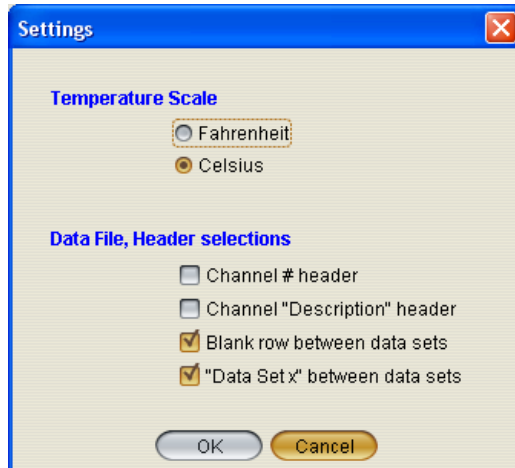 Settings
Temperature Scale
Fahrenheit
Celsius
Data File, Header selections
Channel # header
Channel "Description" header
Blank row between data sets
"Data Set x" between data sets
OK Cancel